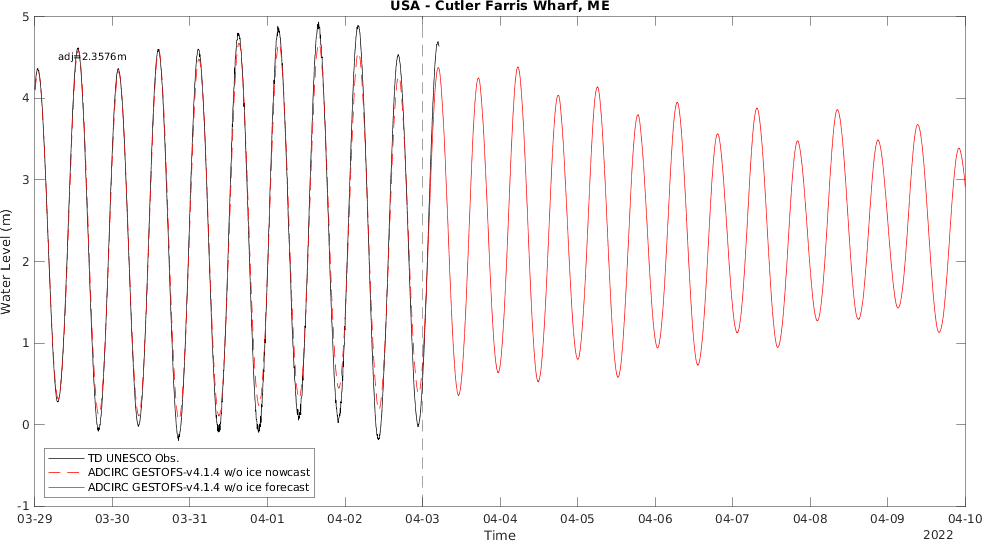 USA - Cutler Farris Wharf, ME
5
adj=2.3576m
4
3
2
1
0
-1
Water Level (m)
TD UNESCO Obs.
ADCIRC GESTOFS-v4.1.4 w/o ice nowcast
ADCIRC GESTOFS-v4.1.4 w/o ice forecast
03-29 03-30 03-31 04-01 04-02 04-03 04-04 04-05 04-06 04-07 04-08 04-09 04-10
Time
2022